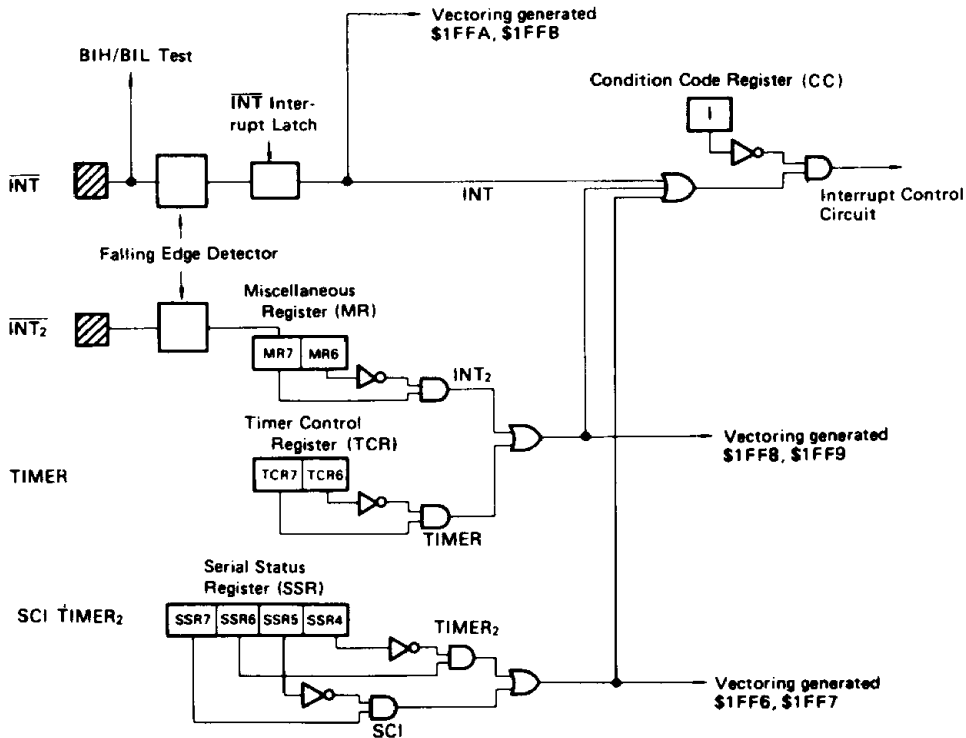 Vectoring generated
$1FFA, $1FFB
BIH/BIL Test
Condition Code Register (CC)
INT Inter-
rupt Latch
I
INT
INT
Interrupt Control
Circuit
Falling Edge Detector
Miscellaneous
Register (MR)
INT₂
MR7 MR6
INT₂
Timer Control
Register (TCR)
Vectoring generated
$1FF8, $1FF9
TIMER
TCR7 TCR6
TIMER
Serial Status
Register (SSR)
SCI TIMER₂
SSR7 SSR6 SSR5 SSR4
TIMER₂
Vectoring generated
$1FF6, $1FF7
SCI